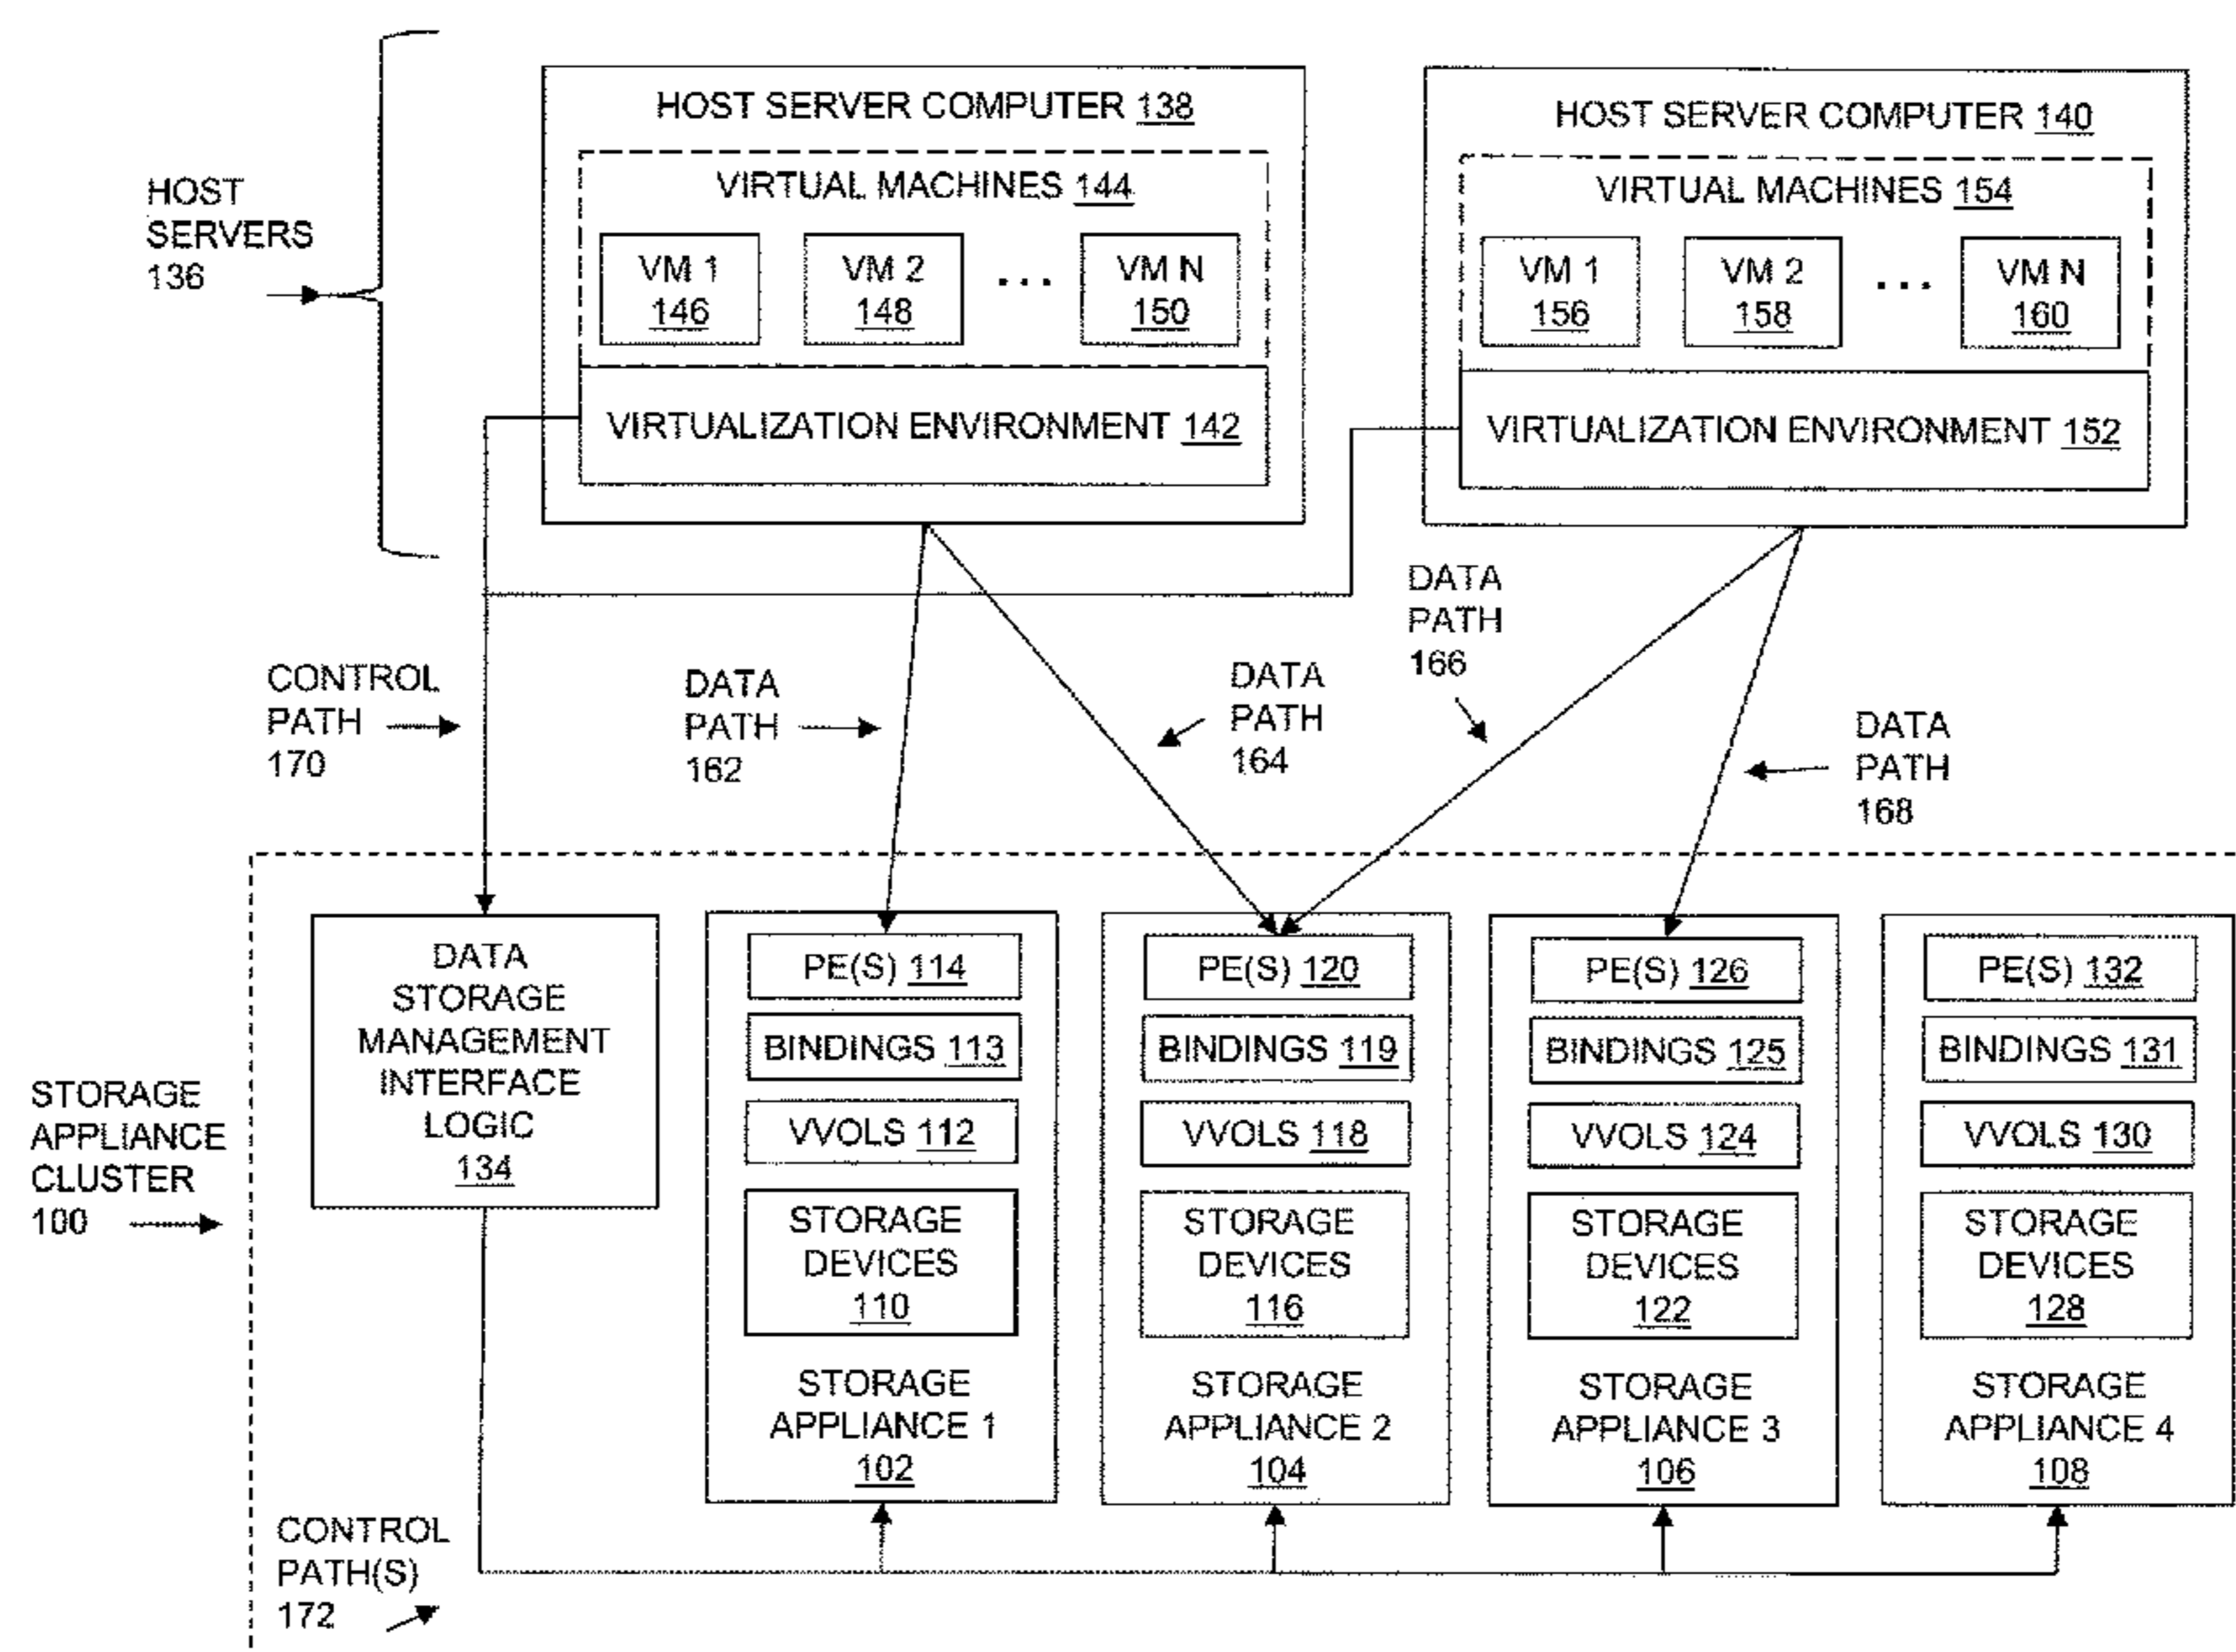 HOST SERVER COMPUTER 138
VIRTUAL MACHINES 144
VM 1
146
VM 2
148
...
VM N
150
VIRTUALIZATION ENVIRONMENT 142
HOST SERVER COMPUTER 140
VIRTUAL MACHINES 154
VM 1
156
VM 2
158
...
VM N
160
VIRTUALIZATION ENVIRONMENT 152
HOST
SERVERS
136
CONTROL
PATH
170
DATA
PATH
162
DATA
PATH
164
DATA
PATH
166
DATA
PATH
168
STORAGE
APPLIANCE
CLUSTER
100
DATA
STORAGE
MANAGEMENT
INTERFACE
LOGIC
134
PE(S) 114
BINDINGS 113
VVOLS 112
STORAGE
DEVICES
110
STORAGE
APPLIANCE 1
102
PE(S) 120
BINDINGS 119
VVOLS 118
STORAGE
DEVICES
116
STORAGE
APPLIANCE 2
104
PE(S) 126
BINDINGS 125
VVOLS 124
STORAGE
DEVICES
122
STORAGE
APPLIANCE 3
106
PE(S) 132
BINDINGS 131
VVOLS 130
STORAGE
DEVICES
128
STORAGE
APPLIANCE 4
108
CONTROL
PATH(S)
172